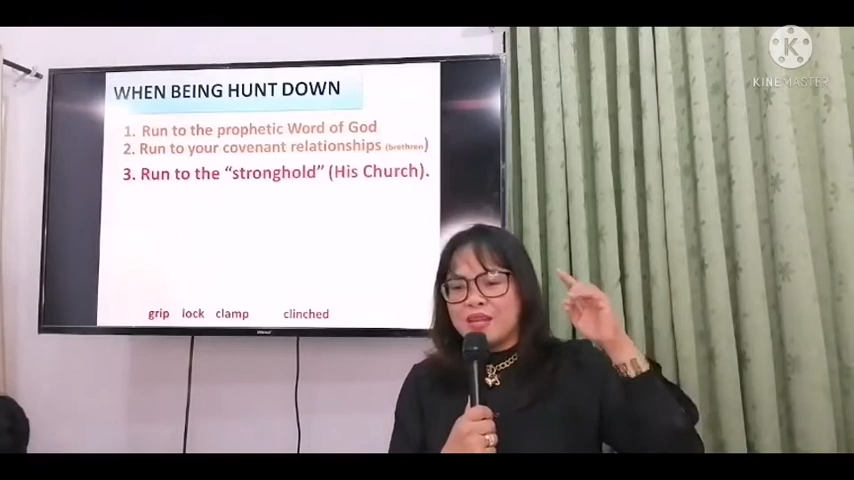 WHEN BEING HUNT DOWN
1. Run to the prophetic Word of God
2. Run to your covenant relationships (brethren)
3. Run to the "stronghold" (His Church).
grip lock clamp clinched
K
KINEMASTER